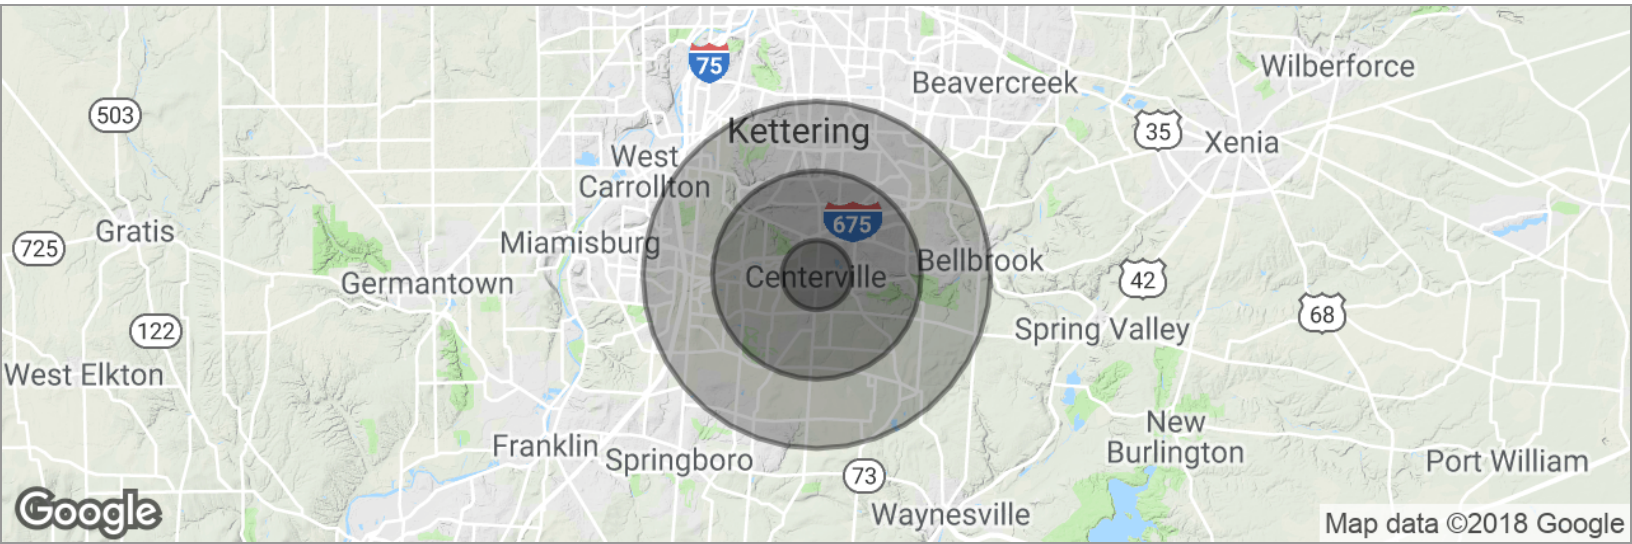 75
Wilberforce
Beavercreek
503
Kettering
35
Xenia
West
Carrollton
675
Gratis
725
Miamisburg
Bellbrook
Germantown
Centerville
42
68
122
Spring Valley
West Elkton
New
Burlington
Franklin
Springboro
Port William
73
Waynesville
Google
Map data ©2018 Google